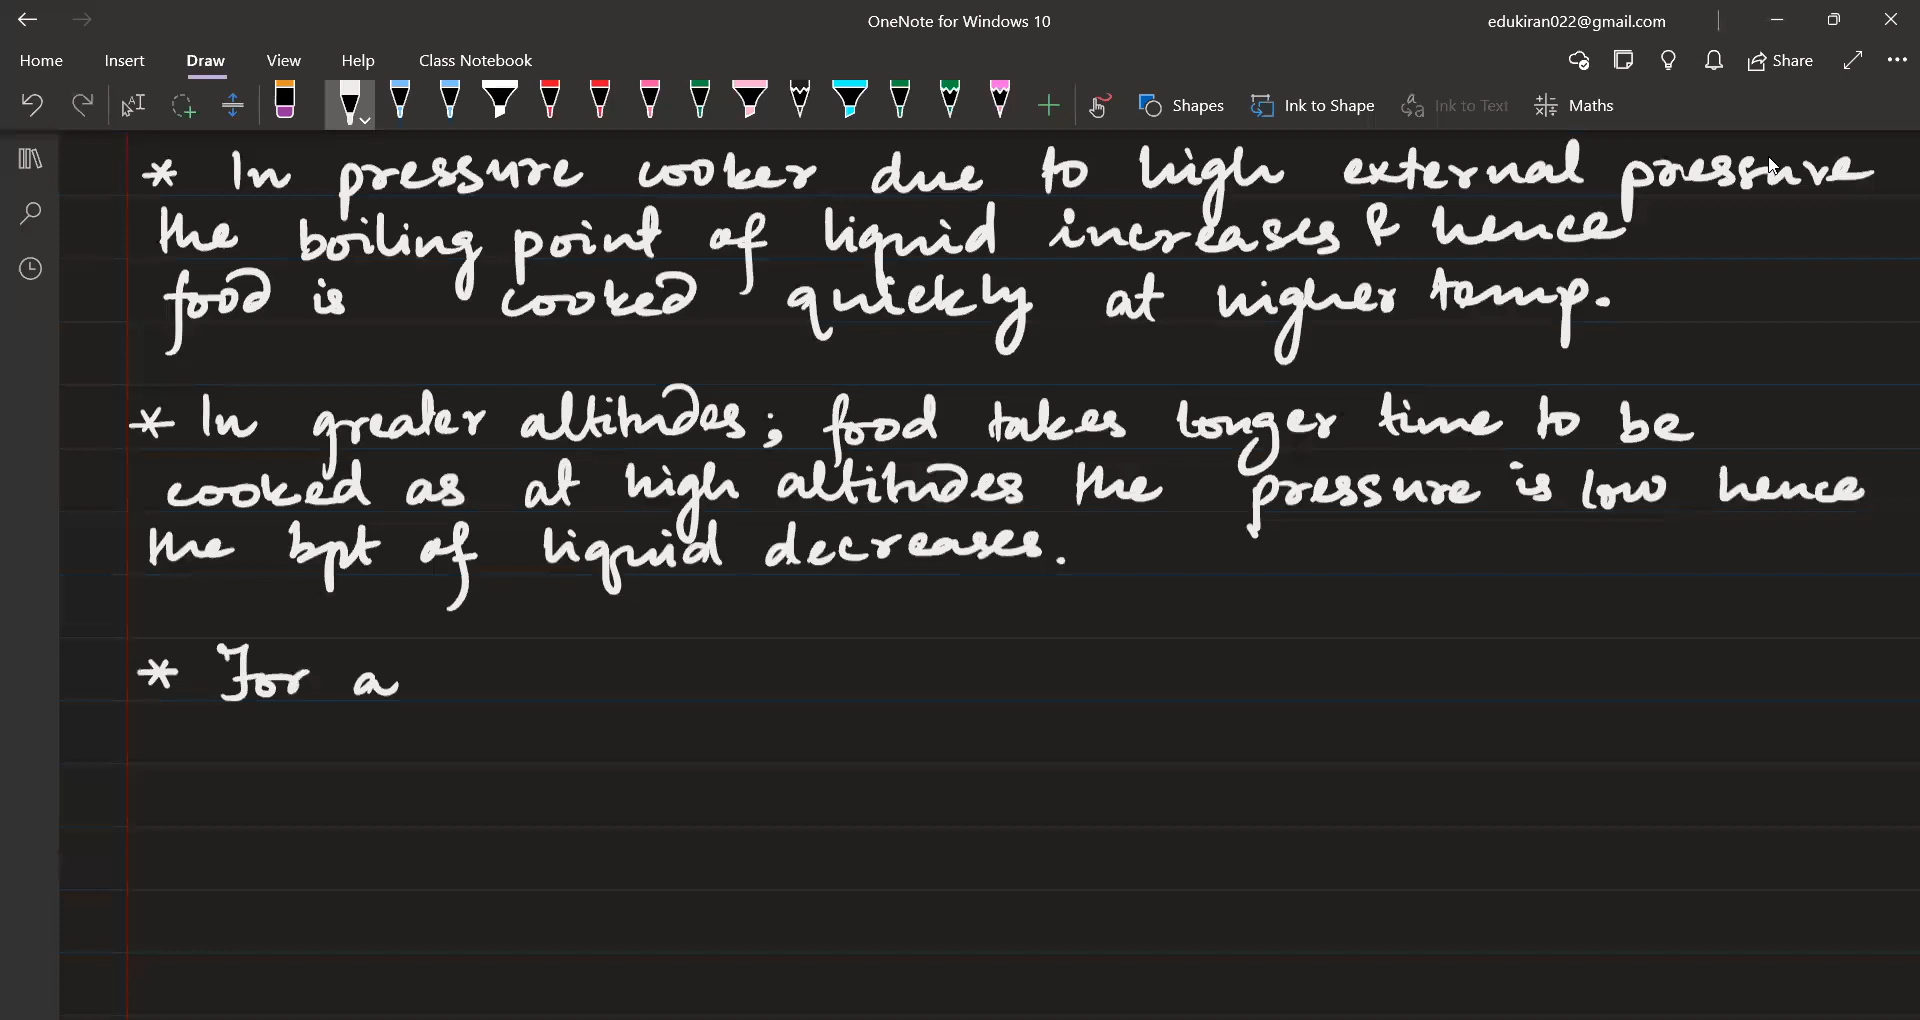 OneNote for Windows 10
edukiran022@gmail.com
Home Insert Draw View Help Class Notebook
Share
Shapes Ink to Shape Ink to Text Maths
* In pressure cooker due to high external pressure
the boiling point of liquid increases & hence
food is cooked quickly at higher temp.
* In greater altitudes; food takes longer time to be
cooked as at high altitudes the pressure is low hence
the bpt of liquid decreases.
* For a